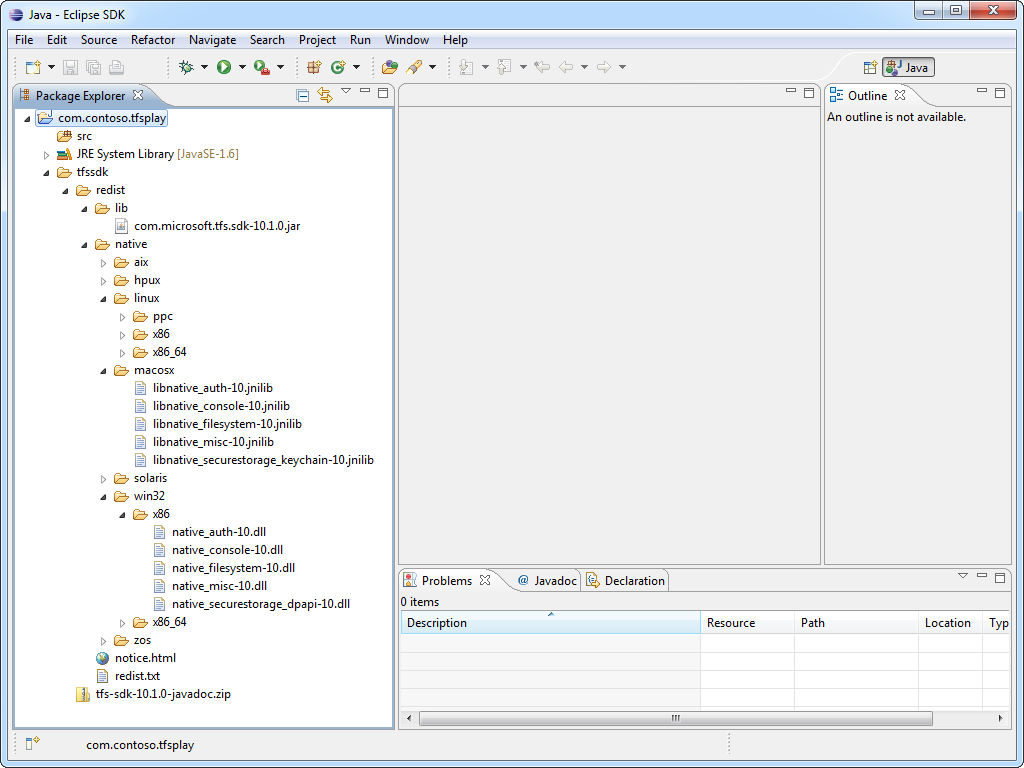 Java - Eclipse SDK
File Edit Source Refactor Navigate Search Project Run Window Help
Java
Package Explorer
com.contoso.tfsplay
src
JRE System Library [JavaSE-1.6]
tfssdk
redist
lib
com.microsoft.tfs.sdk-10.1.0.jar
native
aix
hpux
linux
ppc
x86
x86_64
macosx
libnative_auth-10.jnilib
libnative_console-10.jnilib
libnative_filesystem-10.jnilib
libnative_misc-10.jnilib
libnative_securestorage_keychain-10.jnilib
solaris
win32
x86
native_auth-10.dll
native_console-10.dll
native_filesystem-10.dll
native_misc-10.dll
native_securestorage_dpapi-10.dll
x86_64
zos
notice.html
redist.txt
tfs-sdk-10.1.0-javadoc.zip
Outline
An outline is not available.
Problems @ Javadoc Declaration
0 items
Description Resource Path Location Typ
com.contoso.tfsplay